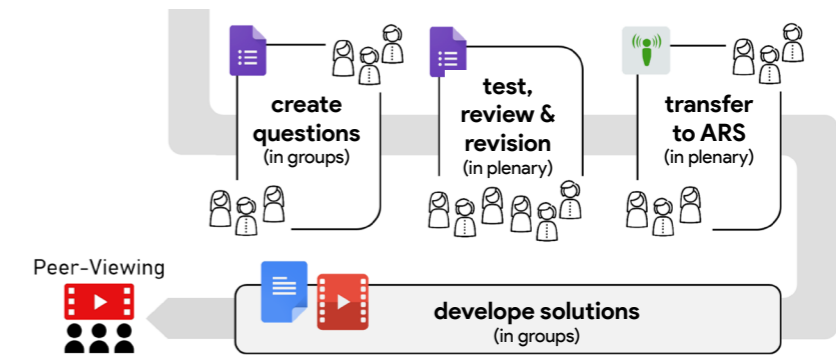 create
questions
(in groups)
test,
review &
revision
(in plenary)
transfer
to ARS
(in plenary)
Peer-Viewing
develope solutions
(in groups)